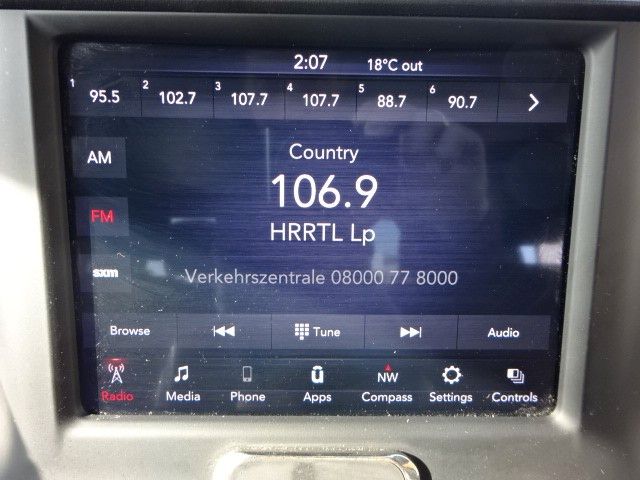 2:07 18°C out
1 95.5 2 102.7 3 107.7 4 107.7 5 88.7 6 90.7
AM
Country
106.9
FM
HRRTL Lp
sxm
Verkehrszentrale 08000 77 8000
Browse Tune Audio
NW
Radio Media Phone Apps Compass Settings Controls